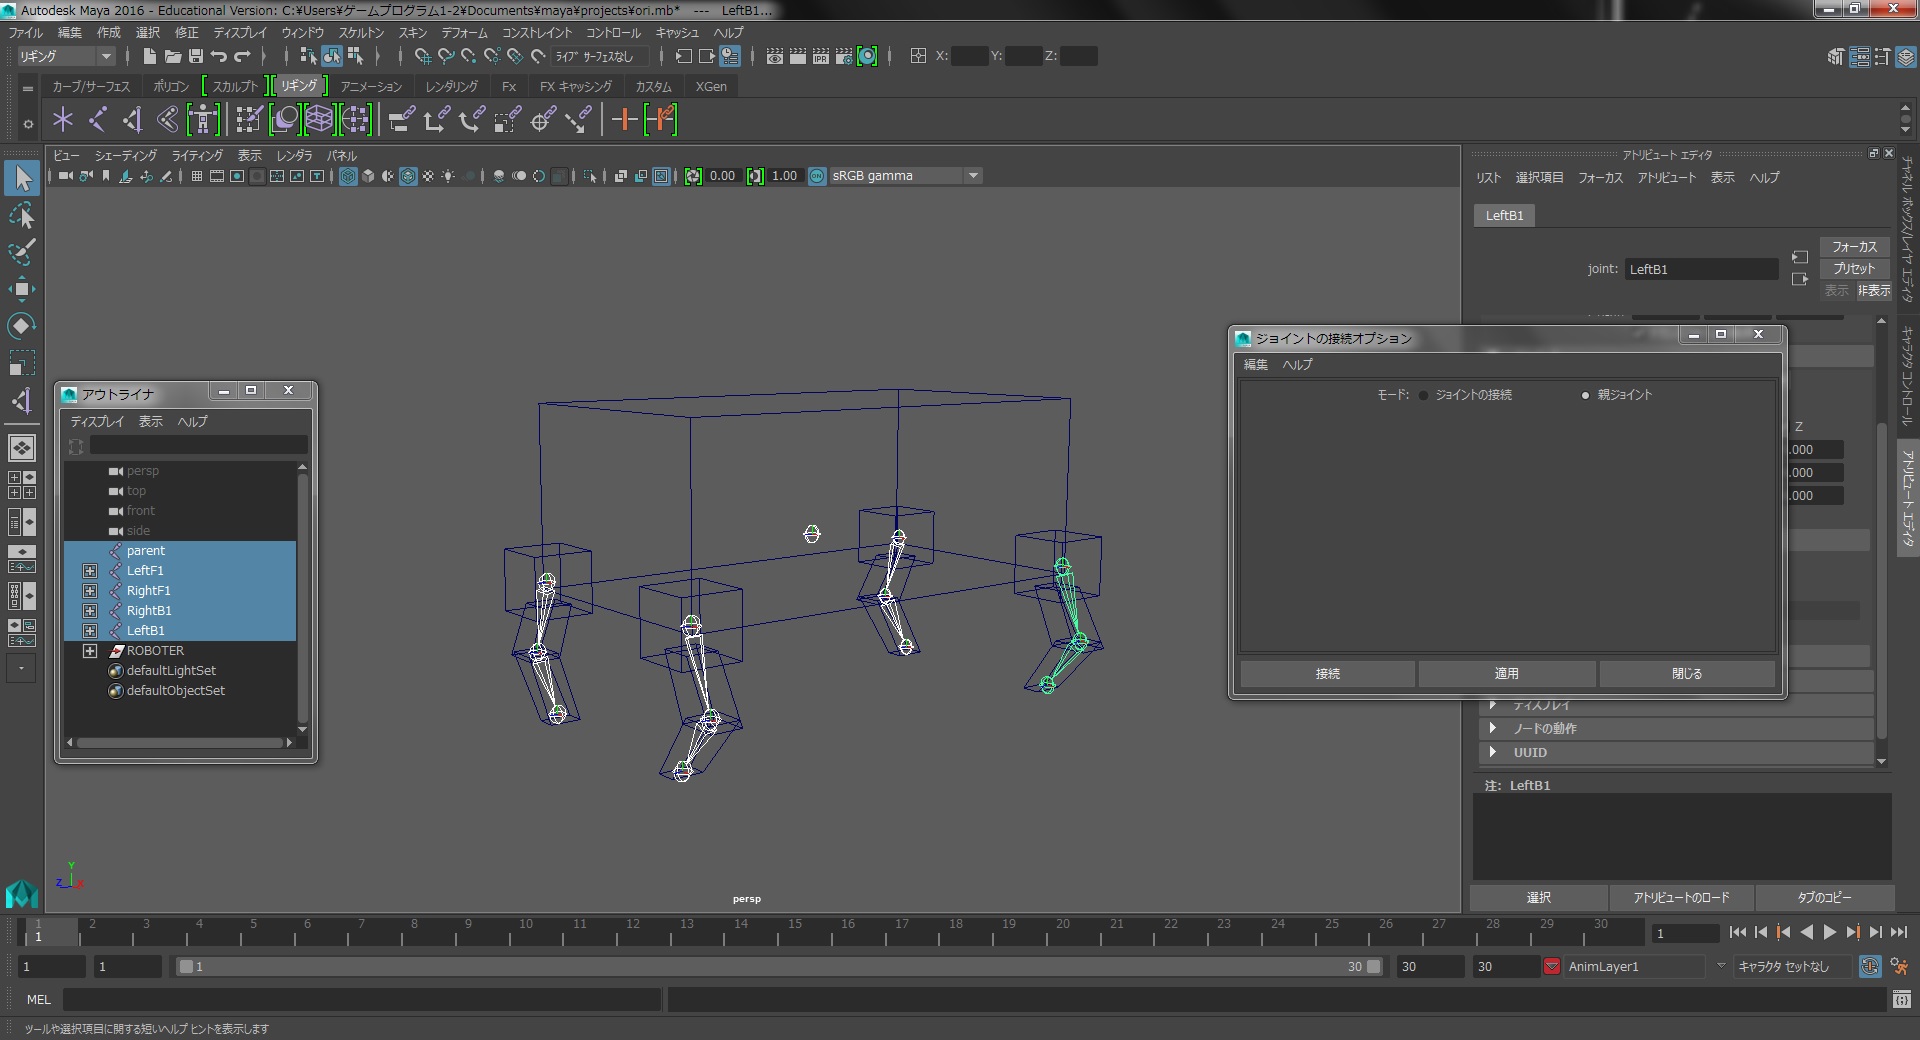 Autodesk Maya 2016 - Educational Version: C:¥Users¥ゲームプログラム1-2¥Documents¥maya¥projects¥ori.mb* --- LeftB1...
ファイル 編集 作成 選択 修正 ディスプレイ ウィンドウ スケルトン スキン デフォーム コンストレイント コントロール キャッシュ ヘルプ
リギング
ライブ サーフェスなし
X: Y: Z:
カーブ/サーフェス ポリゴン スカルプト リギング アニメーション レンダリング Fx FX キャッシング カスタム XGen
ビュー シェーディング ライティング 表示 レンダラ パネル
0.00 1.00 sRGB gamma
アトリビュート エディタ
リスト 選択項目 フォーカス アトリビュート 表示 ヘルプ
LeftB1
フォーカス
joint: LeftB1
プリセット
表示 非表示
チャネル ボックス/レイヤ エディタ
キャラクタ コントロール
アトリビュート エディタ
ジョイントの接続オプション
編集 ヘルプ
モード: ジョイントの接続 親ジョイント
接続 適用 閉じる
Z
.000
.000
.000
アウトライナ
ディスプレイ 表示 ヘルプ
persp
top
front
side
parent
LeftF1
RightF1
RightB1
LeftB1
ROBOTER
defaultLightSet
defaultObjectSet
ディスプレイ
ノードの動作
UUID
注: LeftB1
選択 アトリビュートのロード タブのコピー
Y
Z X
persp
1 2 3 4 5 6 7 8 9 10 11 12 13 14 15 16 17 18 19 20 21 22 23 24 25 26 27 28 29 30
1
1
1 1 1 30 30 30 AnimLayer1 キャラクタ セットなし
MEL
ツールや選択項目に関する短いヘルプ ヒントを表示します